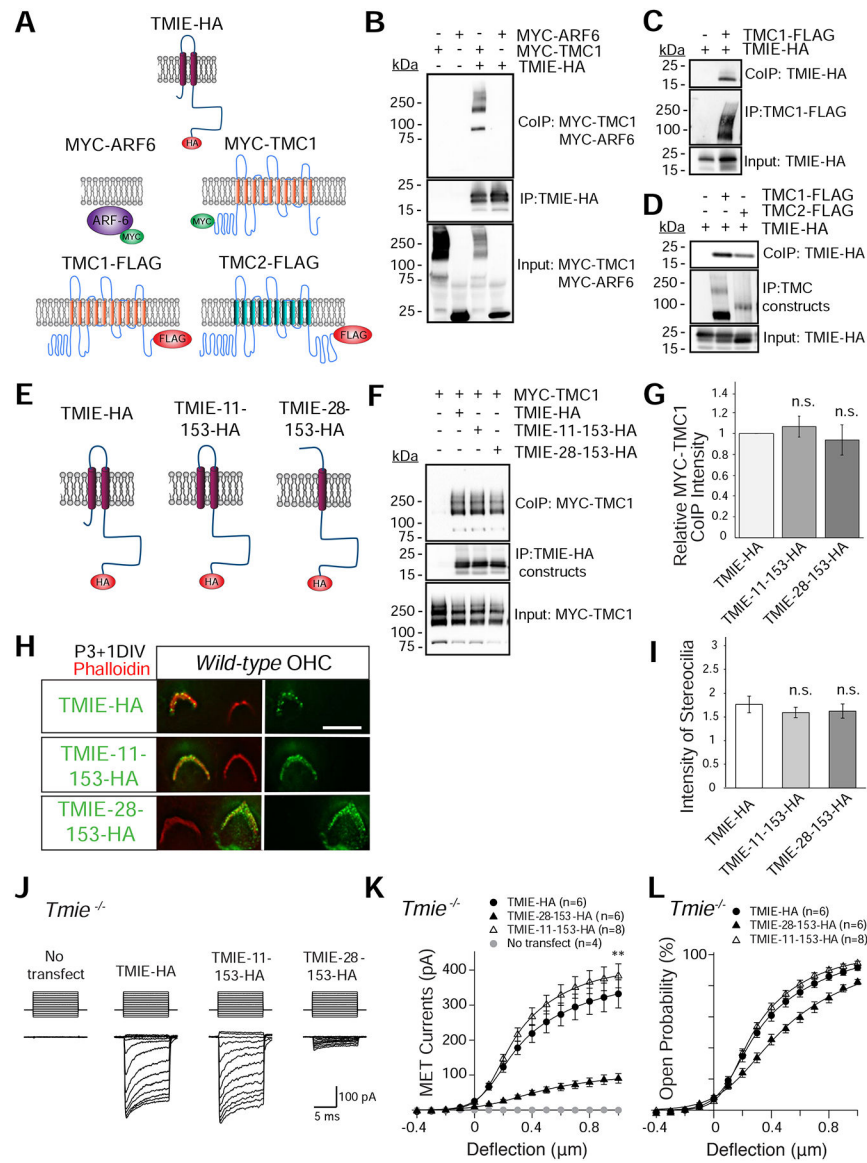 A
TMIE-HA
HA
MYC-ARF6
MYC-TMC1
ARF-6
MYC
MYC
TMC1-FLAG
TMC2-FLAG
FLAG
FLAG
B
- + - + MYC-ARF6
+ - + - MYC-TMC1
- - + + TMIE-HA
kDa
250
100
75
CoIP: MYC-TMC1
MYC-ARF6
25
15
IP:TMIE-HA
250
100
75
50
25
Input: MYC-TMC1
MYC-ARF6
C
- + TMC1-FLAG
+ + TMIE-HA
kDa
25
15
CoIP: TMIE-HA
250
100
75
IP:TMC1-FLAG
25
15
Input: TMIE-HA
D
- + - TMC1-FLAG
- - + TMC2-FLAG
+ + + TMIE-HA
kDa
25
15
CoIP: TMIE-HA
250
100
IP:TMC
constructs
25
15
Input: TMIE-HA
E
TMIE-HA
TMIE-11-
153-HA
TMIE-28-
153-HA
HA
HA
HA
F
+ + + + MYC-TMC1
- + - - TMIE-HA
- - + - TMIE-11-153-HA
- - - + TMIE-28-153-HA
kDa
250
100
75
CoIP: MYC-TMC1
25
15
IP:TMIE-HA
constructs
250
100
75
Input: MYC-TMC1
G
Relative MYC-TMC1
CoIP Intensity
1.4
1.2
1
0.8
0.6
0.4
0.2
0
n.s.
n.s.
TMIE-HA
TMIE-11-153-HA
TMIE-28-153-HA
H
P3+1DIV
Phalloidin
Wild-type OHC
TMIE-HA
TMIE-11-
153-HA
TMIE-28-
153-HA
I
Intensity of Stereocilia
3
2.5
2
1.5
1
0.5
0
n.s.
n.s.
TMIE-HA
TMIE-11-153-HA
TMIE-28-153-HA
J
Tmie -/-
No
transfect
TMIE-HA
TMIE-11-
153-HA
TMIE-28-
153-HA
100 pA
5 ms
K
Tmie-/-
TMIE-HA (n=6)
TMIE-28-153-HA (n=6)
TMIE-11-153-HA (n=8)
No transfect (n=4)
**
MET Currents (pA)
400
300
200
100
0
-0.4 0 0.4 0.8
Deflection (μm)
L
Tmie-/-
TMIE-HA (n=6)
TMIE-28-153-HA (n=6)
TMIE-11-153-HA (n=8)
Open Probability (%)
100
0
-0.4 0 0.4 0.8
Deflection (μm)